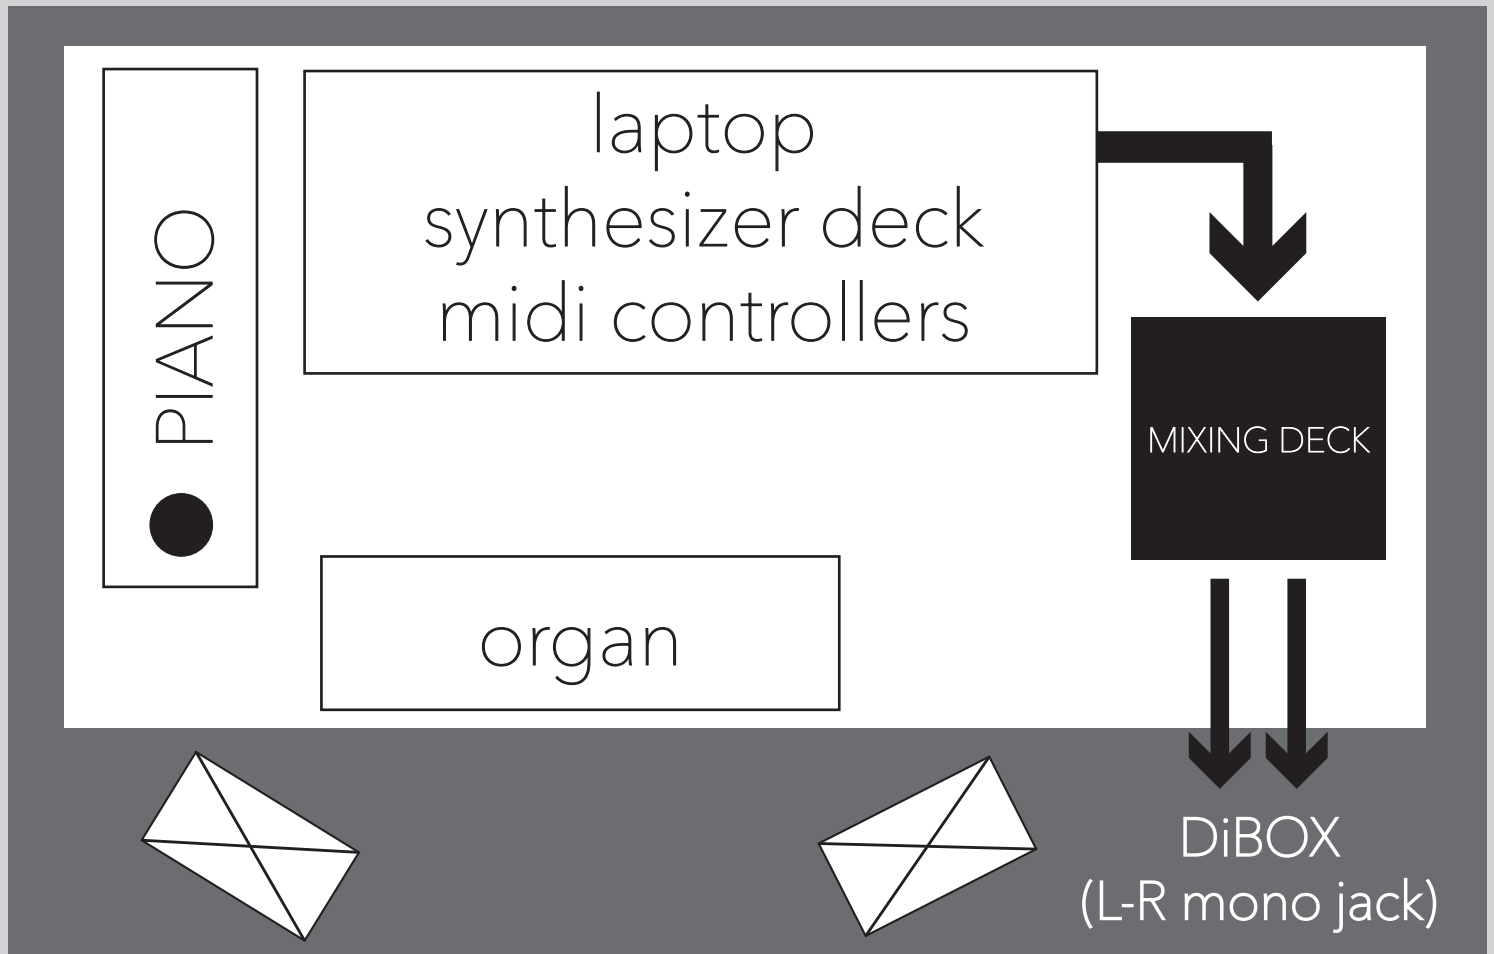 PIANO
laptop
synthesizer deck
midi controllers
MIXING DECK
organ
DiBOX
(L-R mono jack)